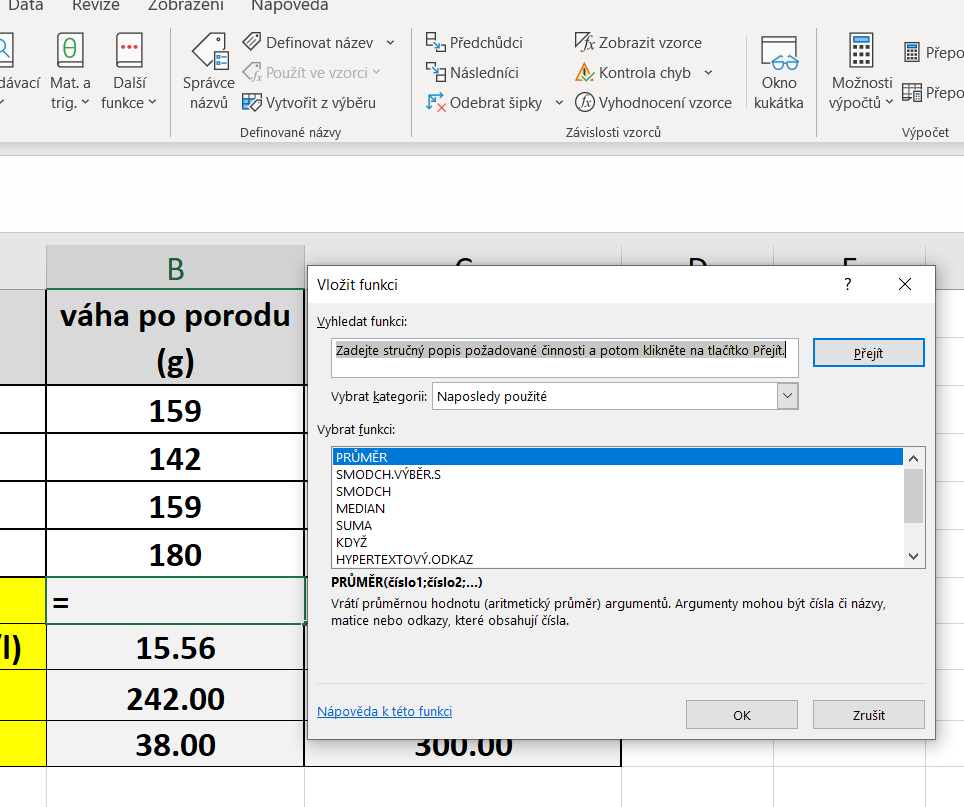 Data Revize Zobrazení Nápověda
dávací
Mat. a
trig.
Další
funkce
Správce
názvů
Definovat název
Použít ve vzorci
Vytvořit z výběru
Definované názvy
Předchůdci
Následníci
Odebrat šipky
Zobrazit vzorce
Kontrola chyb
Vyhodnocení vzorce
Závislosti vzorců
Okno
kukátka
Možnosti
výpočtů
Přepo
Přepo
Výpočet
B C D E
váha po porodu
(g)
159
142
159
180
=
/l) 15.56
242.00
38.00 300.00
Vložit funkci ?
Vyhledat funkci:
Zadejte stručný popis požadované činnosti a potom klikněte na tlačítko Přejít.
Přejít
Vybrat kategorii: Naposledy použité
Vybrat funkci:
PRŮMĚR
SMODCH.VÝBĚR.S
SMODCH
MEDIAN
SUMA
KDYŽ
HYPERTEXTOVÝ.ODKAZ
PRŮMĚR(číslo1;číslo2;...)
Vrátí průměrnou hodnotu (aritmetický průměr) argumentů. Argumenty mohou být čísla či názvy,
matice nebo odkazy, které obsahují čísla.
Nápověda k této funkci
OK
Zrušit